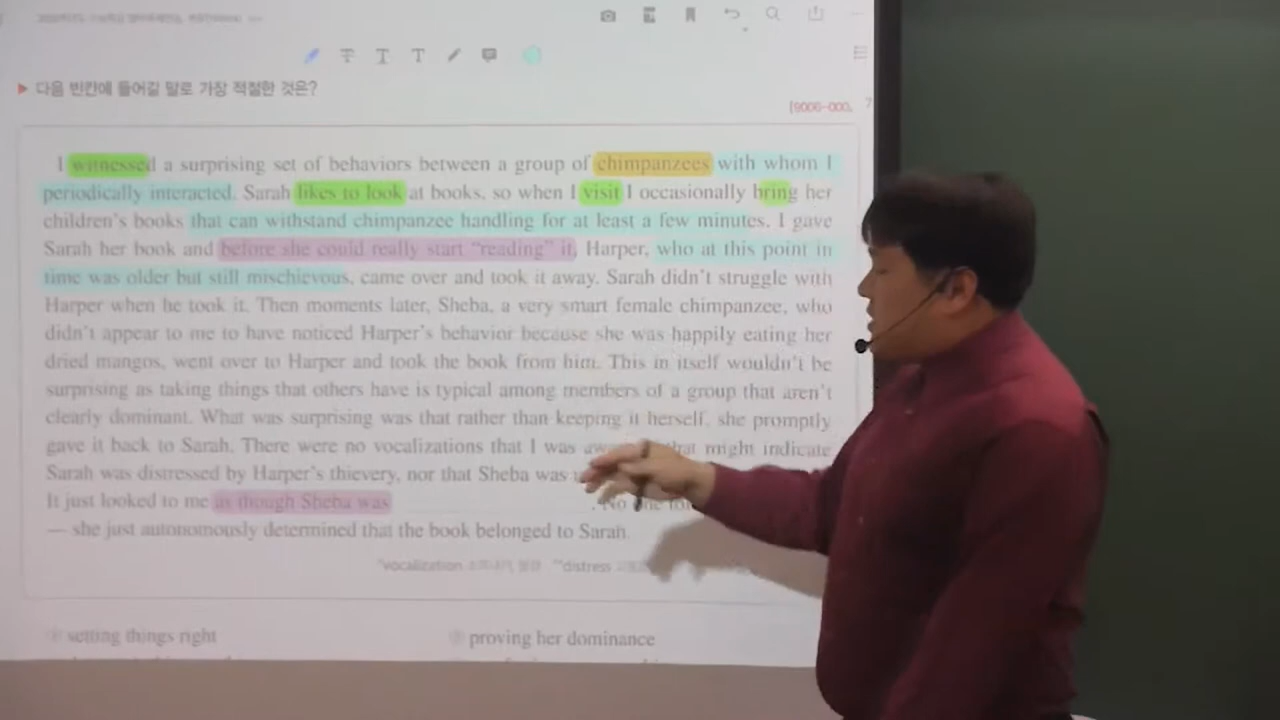 ▶ 다음 빈칸에 들어갈 말로 가장 적절한 것은?
I witnessed a surprising set of behaviors between a group of chimpanzees with whom I
periodically interacted. Sarah likes to look at books, so when I visit I occasionally bring her
children's books that can withstand chimpanzee handling for at least a few minutes. I gave
Sarah her book and before she could really start "reading" it, Harper, who at this point in
time was older but still mischievous, came over and took it away. Sarah didn't struggle with
Harper when he took it. Then moments later, Sheba, a very smart female chimpanzee, who
didn't appear to me to have noticed Harper's behavior because she was happily eating her
dried mangos, went over to Harper and took the book from him. This in itself wouldn't be
surprising as taking things that others have is typical among members of a group that aren't
clearly dominant. What was surprising was that rather than keeping it herself, she promptly
gave it back to Sarah. There were no vocalizations that I was that might indicate
Sarah was distressed by Harper's thievery, nor that Sheba was
It just looked to me as though Sheba was . No one
— she just autonomously determined that the book belonged to Sarah.
*vocalization **distress
① setting things right ② proving her dominance